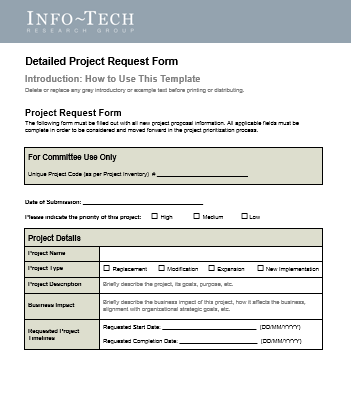 INFO~TECH
RESEARCH GROUP
Detailed Project Request Form
Introduction: How to Use This Template
Delete or replace any grey introductory or example text before printing or distributing.
Project Request Form
The following form must be filled out with all new project proposal information. All applicable fields must be
complete in order to be considered and moved forward in the project prioritization process.
For Committee Use Only
Unique Project Code (as per Project Inventory) #
Date of Submission:
Please indicate the priority of this project: High Medium Low
Project Details
Project Name
Project Type Replacement Modification Expansion New Implementation
Project Description Briefly describe the project, its goals, purpose, etc.
Business Impact Briefly describe the business impact of this project, how it affects the business,
alignment with organizational strategic goals, etc.
Requested Project
Timelines
Requested Start Date: (DD/MM/YYYY)
Requested Completion Date: (DD/MM/YYYY)